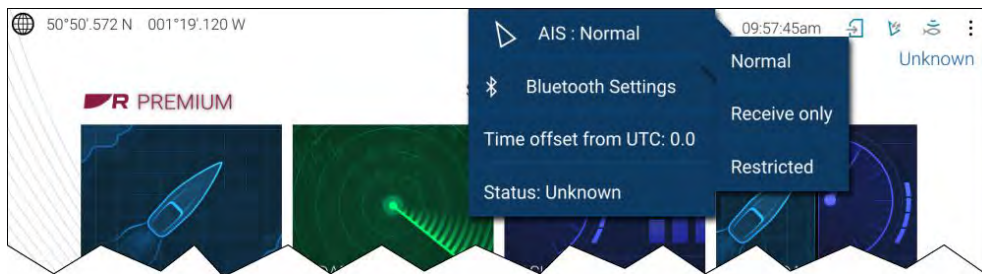 50°50'.572 N 001°19'.120 W
09:57:45am
Unknown
AIS : Normal
Bluetooth Settings
Time offset from UTC: 0.0
Status: Unknown
Normal
Receive only
Restricted
R PREMIUM